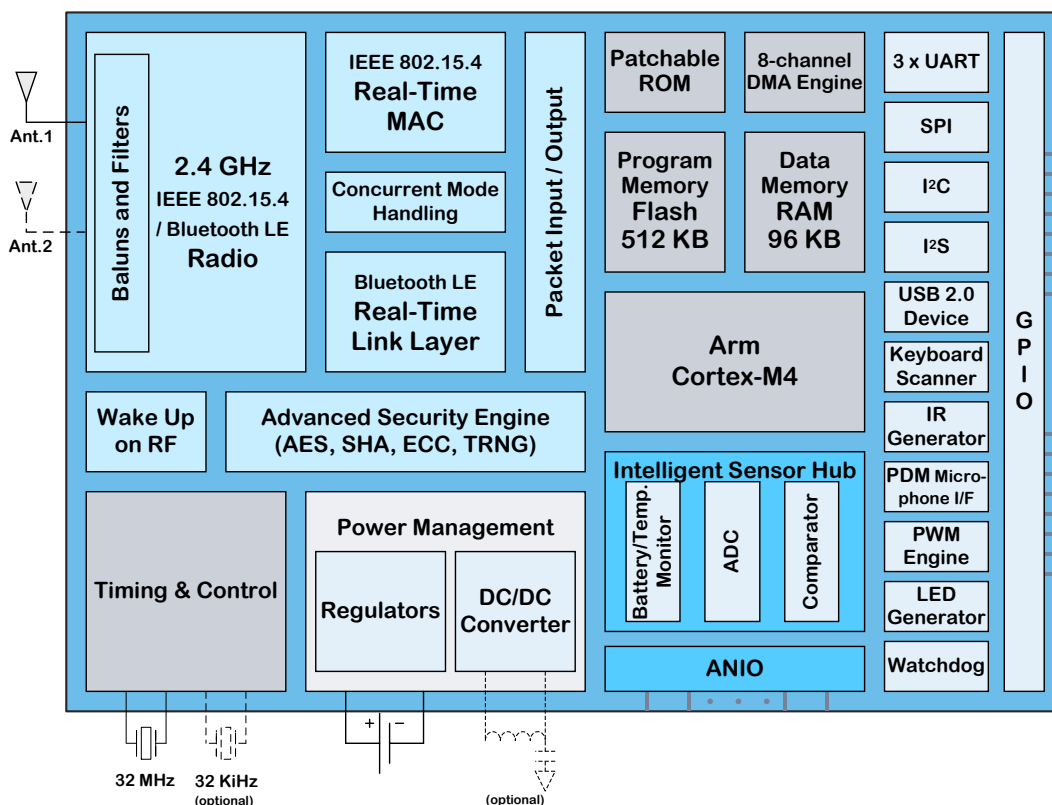 Ant.1
Ant.2
Baluns and Filters
2.4 GHz
IEEE 802.15.4
/ Bluetooth LE
Radio
IEEE 802.15.4
Real-Time
MAC
Concurrent Mode
Handling
Bluetooth LE
Real-Time
Link Layer
Packet Input / Output
Wake Up
on RF
Advanced Security Engine
(AES, SHA, ECC, TRNG)
Timing & Control
Power Management
Regulators
DC/DC
Converter
32 MHz
32 KiHz
(optional)
+
−
(optional)
Patchable
ROM
8-channel
DMA Engine
Program
Memory
Flash
512 KB
Data
Memory
RAM
96 KB
Arm
Cortex-M4
Intelligent Sensor Hub
Battery/Temp.
Monitor
ADC
Comparator
ANIO
3 x UART
SPI
I²C
I²S
USB 2.0
Device
Keyboard
Scanner
IR
Generator
PDM Micro-
phone I/F
PWM
Engine
LED
Generator
Watchdog
GPIO